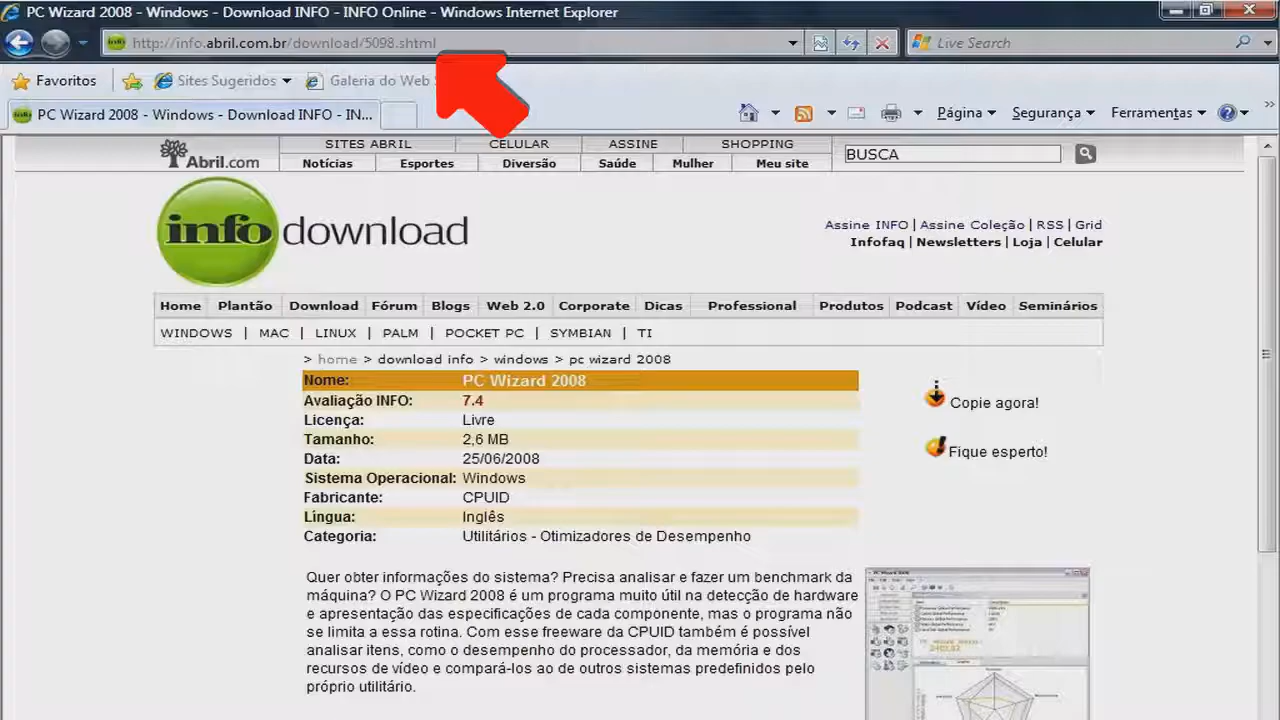 PC Wizard 2008 - Windows - Download INFO - INFO Online - Windows Internet Explorer
http://info.abril.com.br/download/5098.shtml
Live Search
Favoritos Sites Sugeridos Galeria do Web
PC Wizard 2008 - Windows - Download INFO - IN...
Página Segurança Ferramentas
Abril.com
SITES ABRIL CELULAR ASSINE SHOPPING
Notícias Esportes Diversão Saúde Mulher Meu site
BUSCA
info download
Assine INFO | Assine Coleção | RSS | Grid
Infofaq | Newsletters | Loja | Celular
Home Plantão Download Fórum Blogs Web 2.0 Corporate Dicas Professional Produtos Podcast Vídeo Seminários
WINDOWS | MAC | LINUX | PALM | POCKET PC | SYMBIAN | TI
> home > download info > windows > pc wizard 2008
Nome: PC Wizard 2008
Avaliação INFO: 7.4
Licença: Livre
Tamanho: 2,6 MB
Data: 25/06/2008
Sistema Operacional: Windows
Fabricante: CPUID
Língua: Inglês
Categoria: Utilitários - Otimizadores de Desempenho
Copie agora!
Fique esperto!
Quer obter informações do sistema? Precisa analisar e fazer um benchmark da
máquina? O PC Wizard 2008 é um programa muito útil na detecção de hardware
e apresentação das especificações de cada componente, mas o programa não
se limita a essa rotina. Com esse freeware da CPUID também é possível
analisar itens, como o desempenho do processador, da memória e dos
recursos de vídeo e compará-los ao de outros sistemas predefinidos pelo
próprio utilitário.
PC Wizard 2008